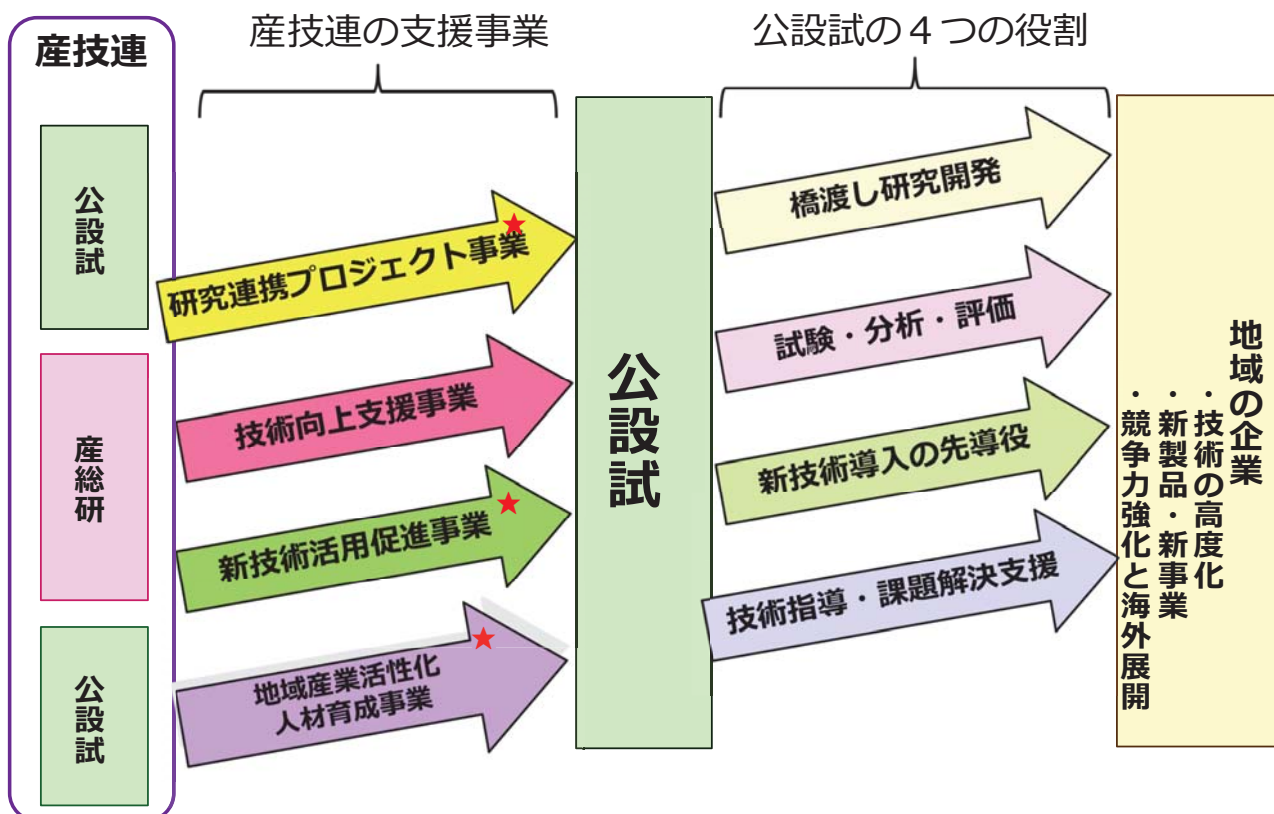 産技連
産技連の支援事業
公設試の４つの役割
公設試
産総研
公設試
研究連携プロジェクト事業
技術向上支援事業
新技術活用促進事業
地域産業活性化
人材育成事業
公設試
橋渡し研究開発
試験・分析・評価
新技術導入の先導役
技術指導・課題解決支援
地域の企業
・技術の高度化
・新製品・新事業
・競争力強化と海外展開